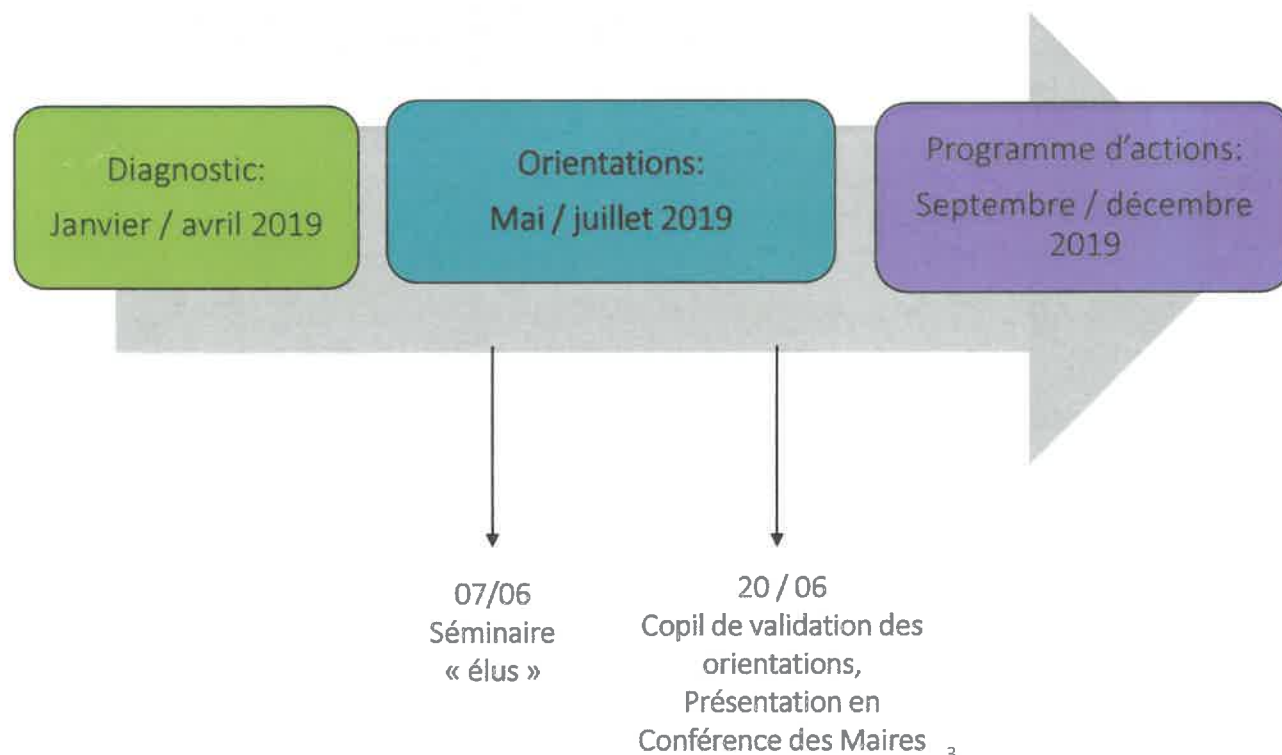 Diagnostic:
Janvier / avril 2019
Orientations:
Mai / juillet 2019
Programme d'actions:
Septembre / décembre
2019
07/06
Séminaire
« élus »
20 / 06
Copil de validation des
orientations,
Présentation en
Conférence des Maires
3